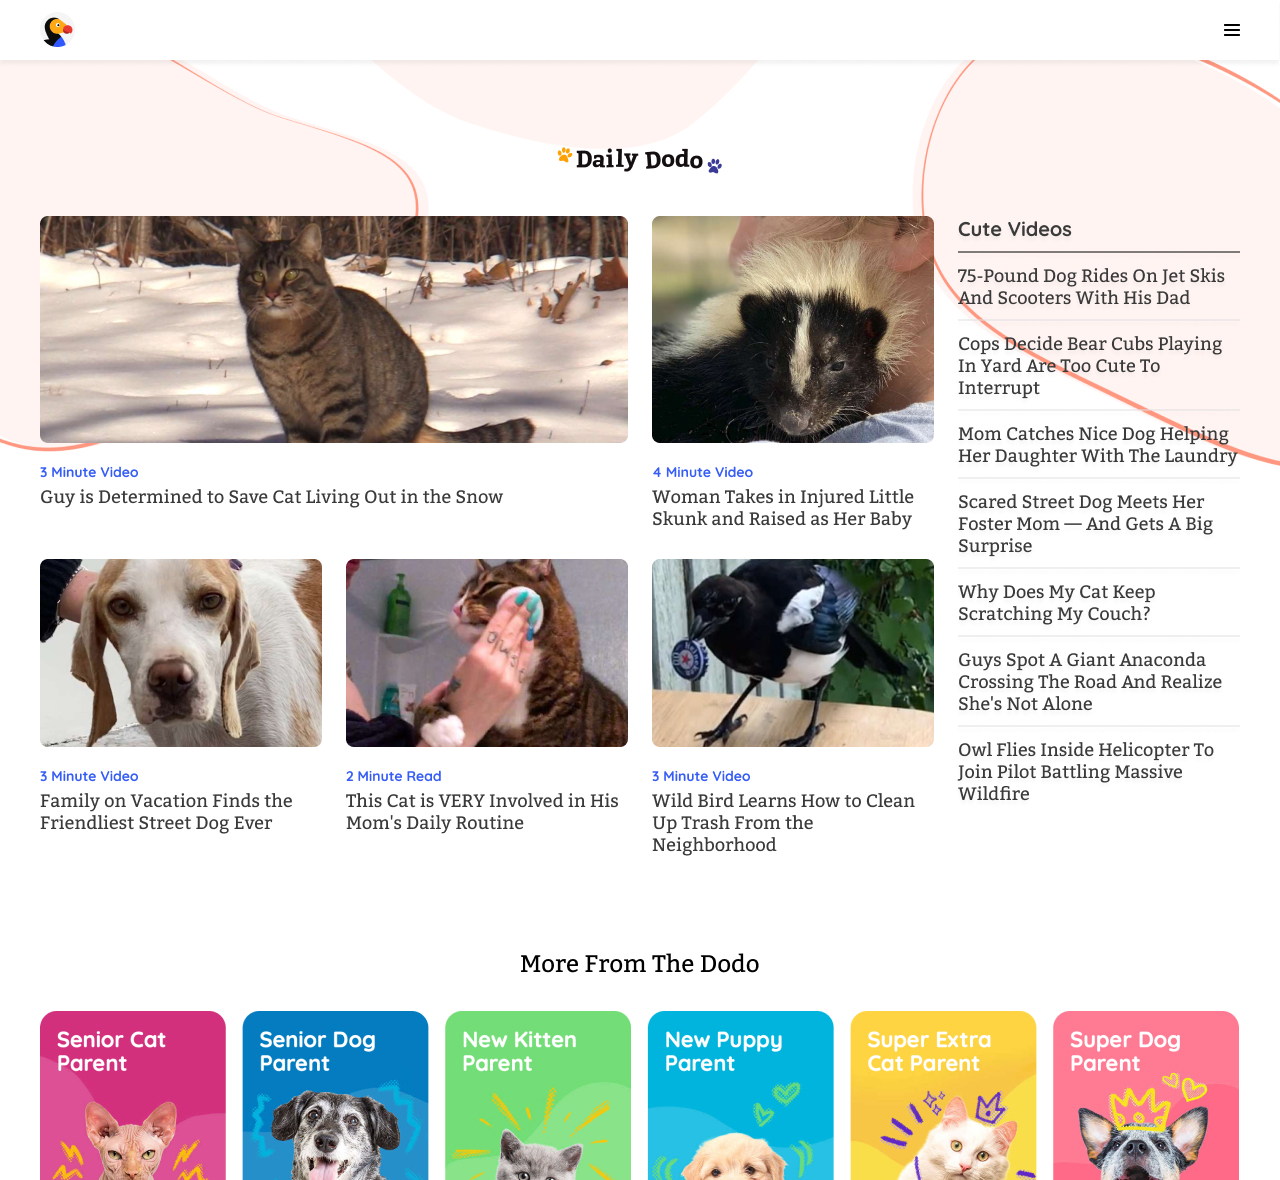 Daily Dodo
3 Minute Video
Guy is Determined to Save Cat Living Out in the Snow
4 Minute Video
Woman Takes in Injured Little
Skunk and Raised as Her Baby
3 Minute Video
Family on Vacation Finds the
Friendliest Street Dog Ever
2 Minute Read
This Cat is VERY Involved in His
Mom's Daily Routine
3 Minute Video
Wild Bird Learns How to Clean
Up Trash From the
Neighborhood
Cute Videos
75-Pound Dog Rides On Jet Skis
And Scooters With His Dad
Cops Decide Bear Cubs Playing
In Yard Are Too Cute To
Interrupt
Mom Catches Nice Dog Helping
Her Daughter With The Laundry
Scared Street Dog Meets Her
Foster Mom — And Gets A Big
Surprise
Why Does My Cat Keep
Scratching My Couch?
Guys Spot A Giant Anaconda
Crossing The Road And Realize
She's Not Alone
Owl Flies Inside Helicopter To
Join Pilot Battling Massive
Wildfire
More From The Dodo
Senior Cat
Parent
Senior Dog
Parent
New Kitten
Parent
New Puppy
Parent
Super Extra
Cat Parent
Super Dog
Parent